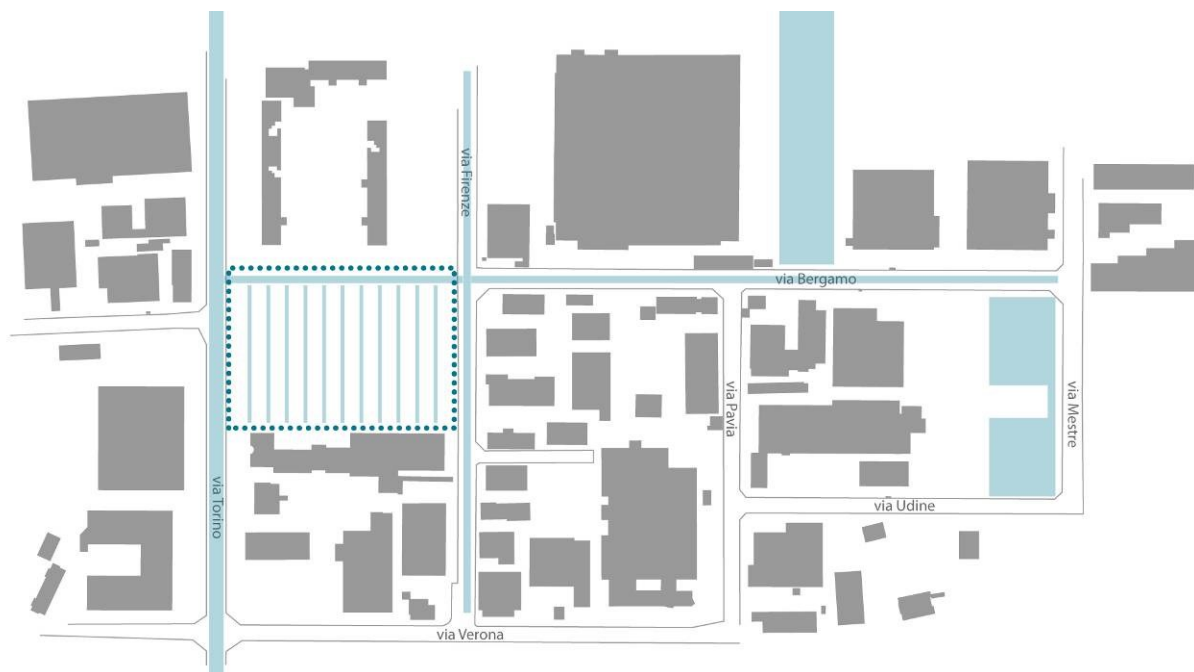 via Firenze
via Bergamo
via Pavia
via Mestre
via Torino
via Udine
via Verona